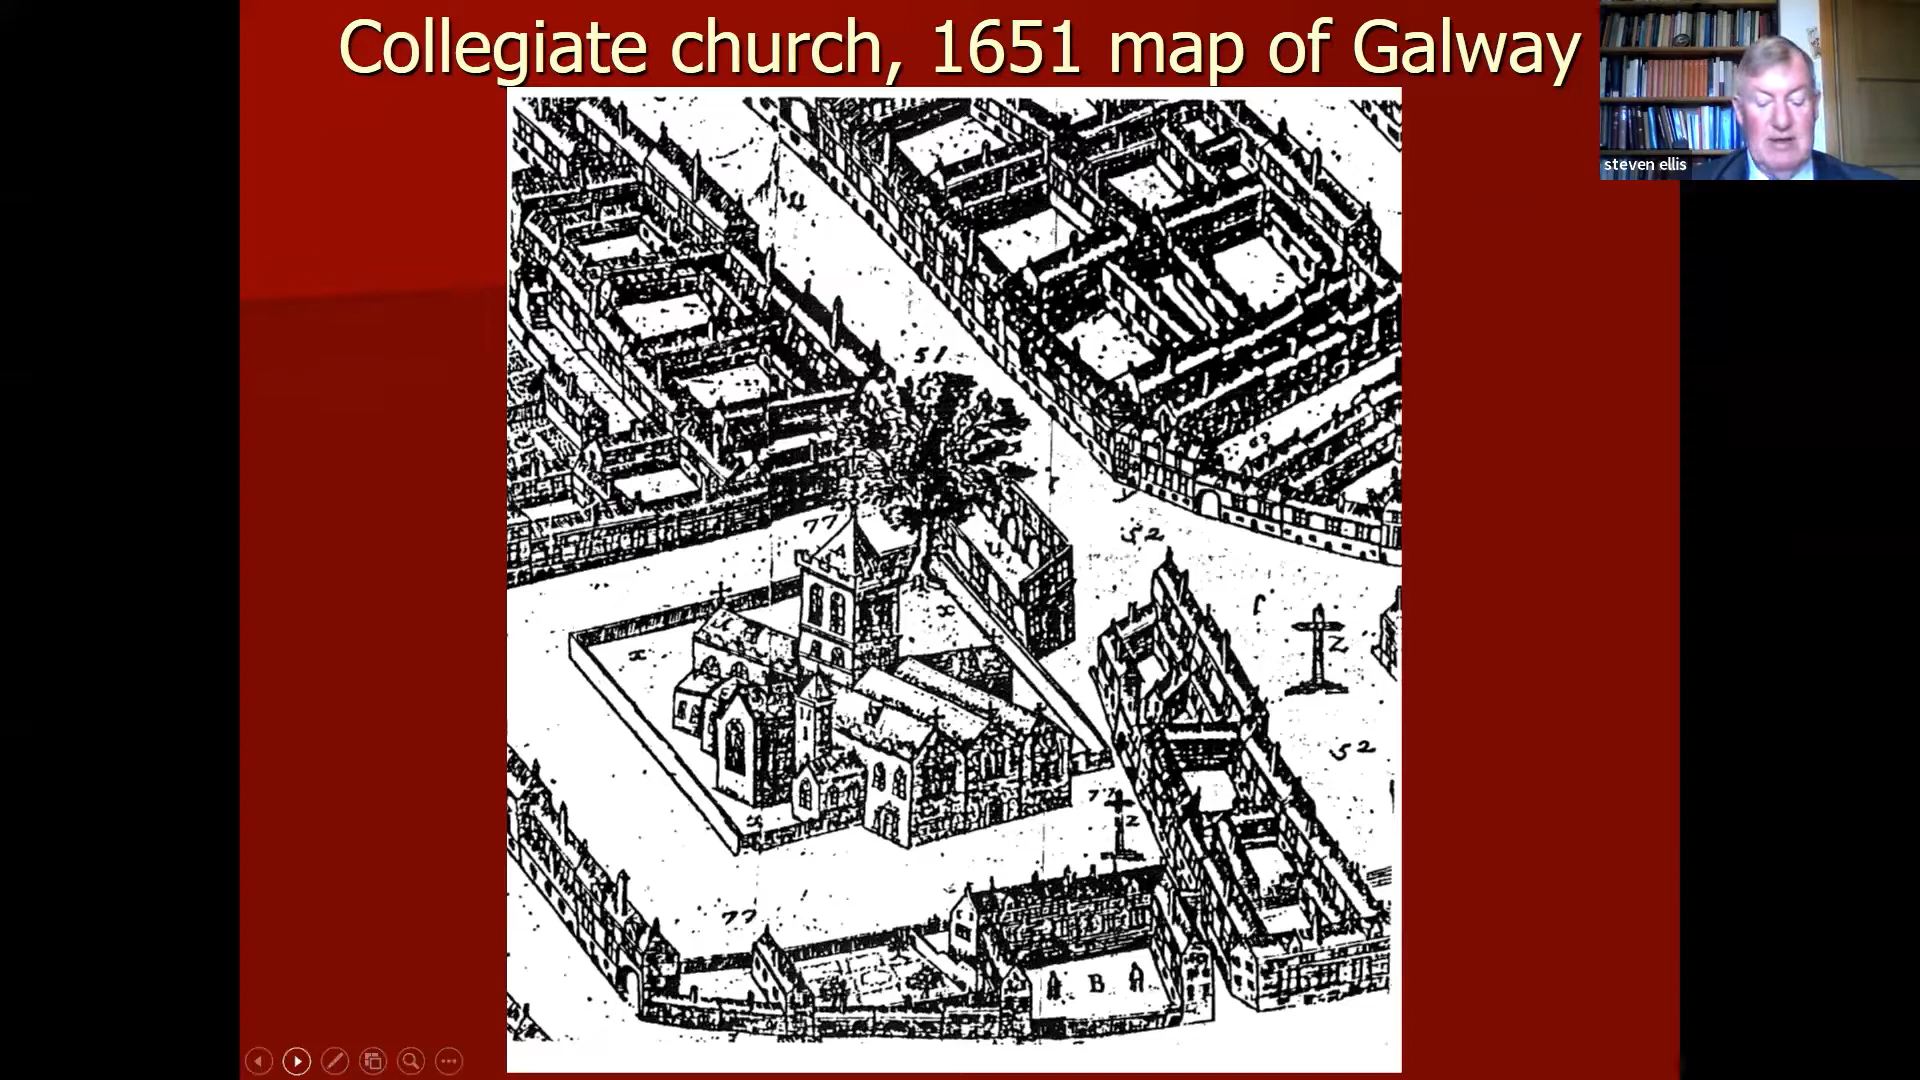 Collegiate church, 1651 map of Galway
steven ellis
51
77
52
x
x
Z
52
77
z
x
77
B